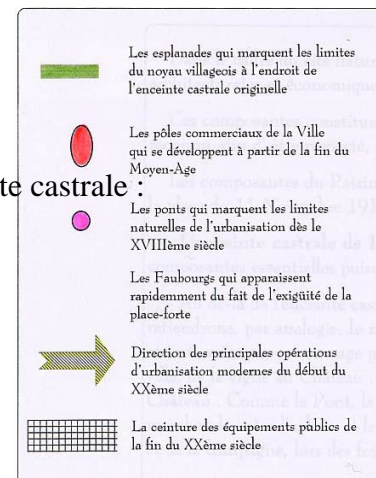 Les esplanades qui marquent les limites
du noyau villageois à l'endroit de
l'enceinte castrale originelle
Les pôles commerciaux de la Ville
qui se développent à partir de la fin du
Moyen-Age
te castrale :
Les ponts qui marquent les limites
naturelles de l'urbanisation dès le
XVIIIème siècle
Les Faubourgs qui apparaissent
rapidemment du fait de l'exigüité de la
place-forte
Direction des principales opérations
d'urbanisation modernes du début du
XXème siècle
La ceinture des équipements publics de
la fin du XXème siècle